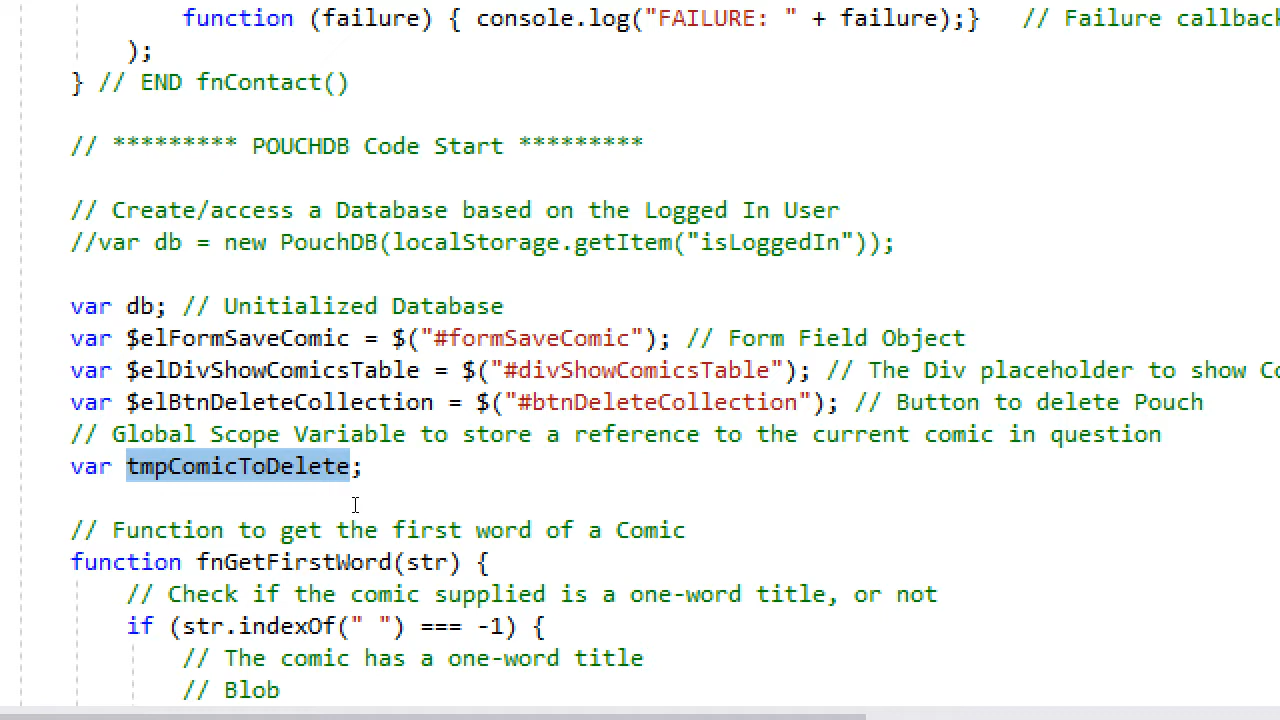 function (failure) { console.log("FAILURE: " + failure);}   // Failure callback
);
} // END fnContact()
// ********* POUCHDB Code Start *********
// Create/access a Database based on the Logged In User
//var db = new PouchDB(localStorage.getItem("isLoggedIn"));
var db; // Unitialized Database
var $elFormSaveComic = $("#formSaveComic"); // Form Field Object
var $elDivShowComicsTable = $("#divShowComicsTable"); // The Div placeholder to show
var $elBtnDeleteCollection = $("#btnDeleteCollection"); // Button to delete Pouch
// Global Scope Variable to store a reference to the current comic in question
var tmpComicToDelete;
// Function to get the first word of a Comic
function fnGetFirstWord(str) {
// Check if the comic supplied is a one-word title, or not
if (str.indexOf(" ") === -1) {
// The comic has a one-word title
// Blob